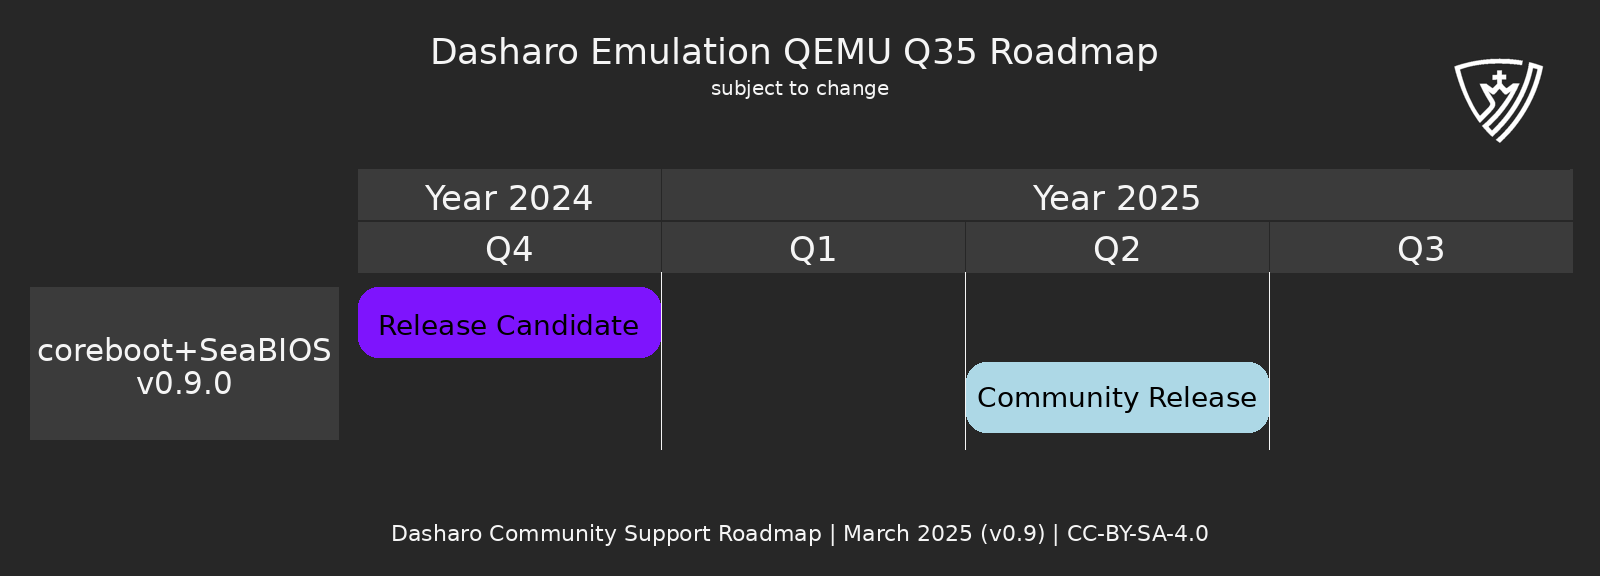 Dasharo Emulation QEMU Q35 Roadmap
subject to change
Year 2024
Year 2025
Q4
Q1
Q2
Q3
coreboot+SeaBIOS
v0.9.0
Release Candidate
Community Release
Dasharo Community Support Roadmap | March 2025 (v0.9) | CC-BY-SA-4.0